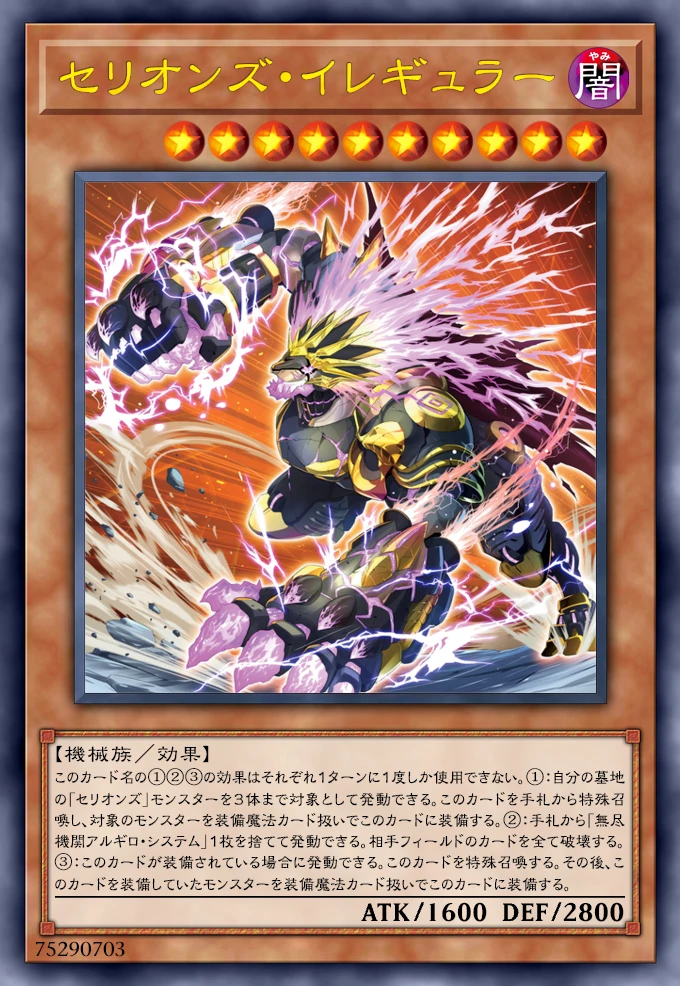 セリオンズ・イレギュラー
やみ
闇
【機械族／効果】
このカード名の①②③の効果はそれぞれ1ターンに1度しか使用できない。①：自分の墓地
の「セリオンズ」モンスターを3体まで対象として発動できる。このカードを手札から特殊召
喚し、対象のモンスターを装備魔法カード扱いでこのカードに装備する。②：手札から「無尽
機関アルギロ・システム」1枚を捨てて発動できる。相手フィールドのカードを全て破壊する。
③：このカードが装備されている場合に発動できる。このカードを特殊召喚する。その後、こ
のカードを装備していたモンスターを装備魔法カード扱いでこのカードに装備する。
ATK/1600 DEF/2800
75290703